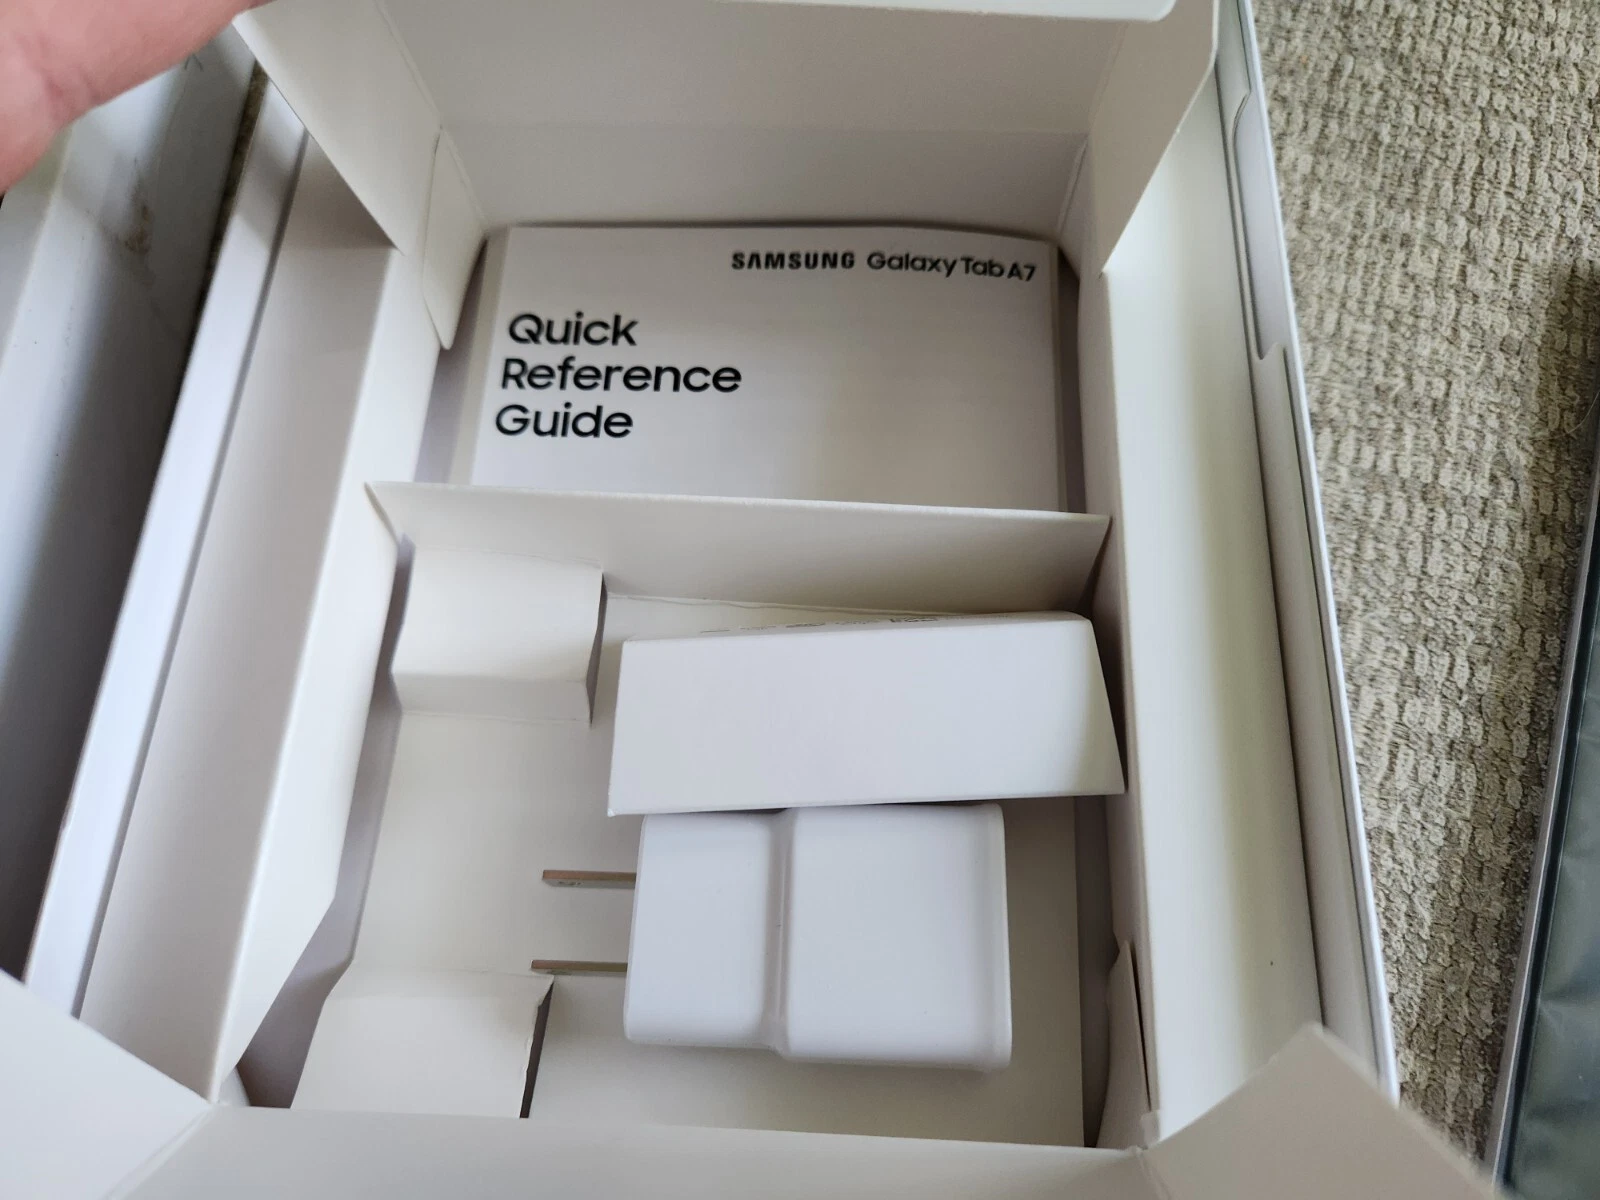 SAMSUNG Galaxy Tab A7
Quick
Reference
Guide